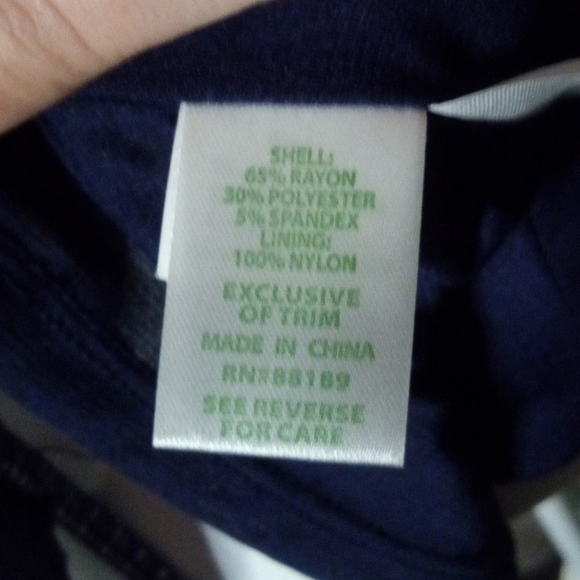 SHELL:
65% RAYON
30% POLYESTER
5% SPANDEX
LINING:
100% NYLON
EXCLUSIVE
OF TRIM
MADE IN CHINA
RN#88189
SEE REVERSE
FOR CARE